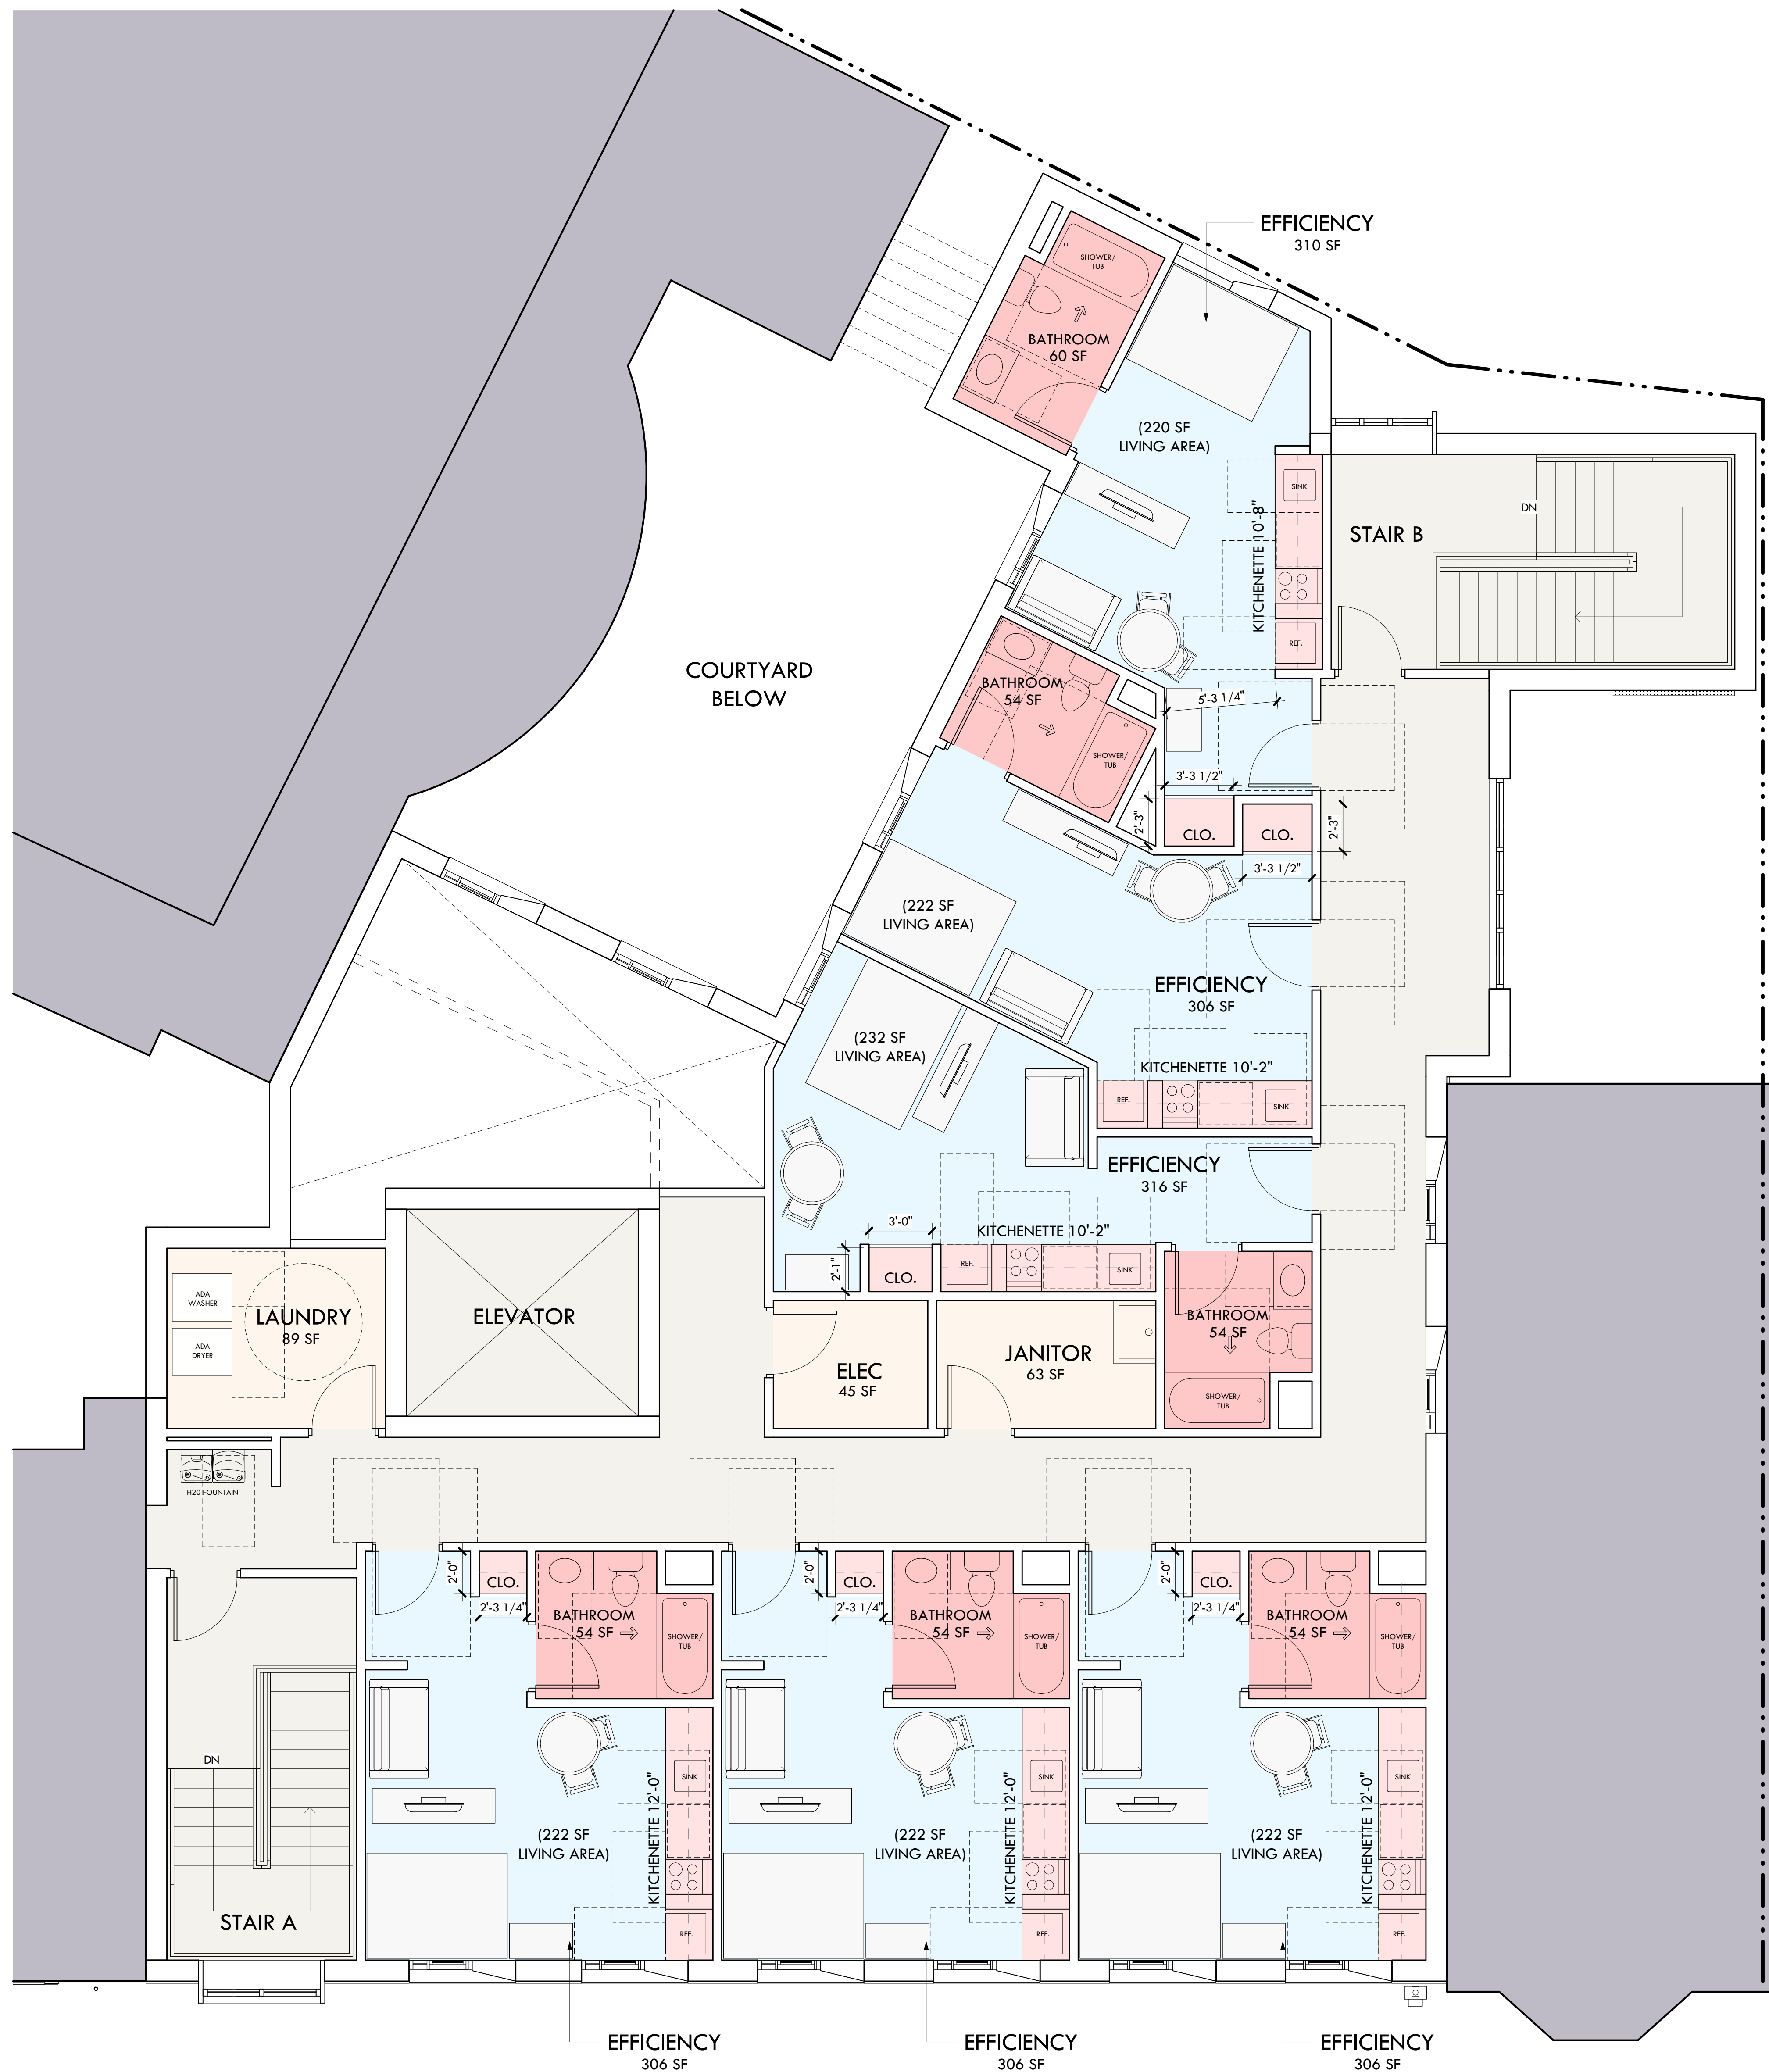 EFFICIENCY
310 SF
SHOWER/
TUB
BATHROOM
60 SF
(220 SF
LIVING AREA)
SINK
KITCHENETTE 10'-8"
REF.
DN
STAIR B
COURTYARD
BELOW
BATHROOM
54 SF
SHOWER/
TUB
5'-3 1/4"
3'-3 1/2"
2'-3"
CLO.
CLO.
2'-3"
3'-3 1/2"
(222 SF
LIVING AREA)
EFFICIENCY
306 SF
KITCHENETTE 10'-2"
REF.
SINK
(232 SF
LIVING AREA)
EFFICIENCY
316 SF
3'-0"
KITCHENETTE 10'-2"
2'-1"
CLO.
REF.
SINK
ADA
WASHER
ADA
DRYER
LAUNDRY
89 SF
ELEVATOR
ELEC
45 SF
JANITOR
63 SF
BATHROOM
54 SF
SHOWER/
TUB
H20 FOUNTAIN
2'-0"
CLO.
2'-3 1/4"
BATHROOM
54 SF
SHOWER/
TUB
2'-0"
CLO.
2'-3 1/4"
BATHROOM
54 SF
SHOWER/
TUB
2'-0"
CLO.
2'-3 1/4"
BATHROOM
54 SF
SHOWER/
TUB
DN
STAIR A
SINK
KITCHENETTE 12'-0"
(222 SF
LIVING AREA)
REF.
SINK
KITCHENETTE 12'-0"
(222 SF
LIVING AREA)
REF.
SINK
KITCHENETTE 12'-0"
(222 SF
LIVING AREA)
REF.
EFFICIENCY
306 SF
EFFICIENCY
306 SF
EFFICIENCY
306 SF